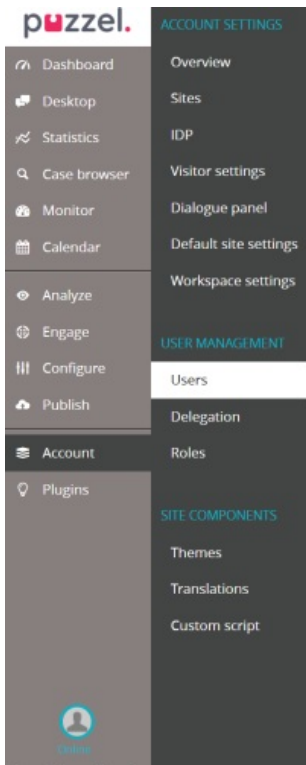 puzzel.
Dashboard
Desktop
Statistics
Case browser
Monitor
Calendar
Analyze
Engage
Configure
Publish
Account
Plugins
Online
ACCOUNT SETTINGS
Overview
Sites
IDP
Visitor settings
Dialogue panel
Default site settings
Workspace settings
USER MANAGEMENT
Users
Delegation
Roles
SITE COMPONENTS
Themes
Translations
Custom script